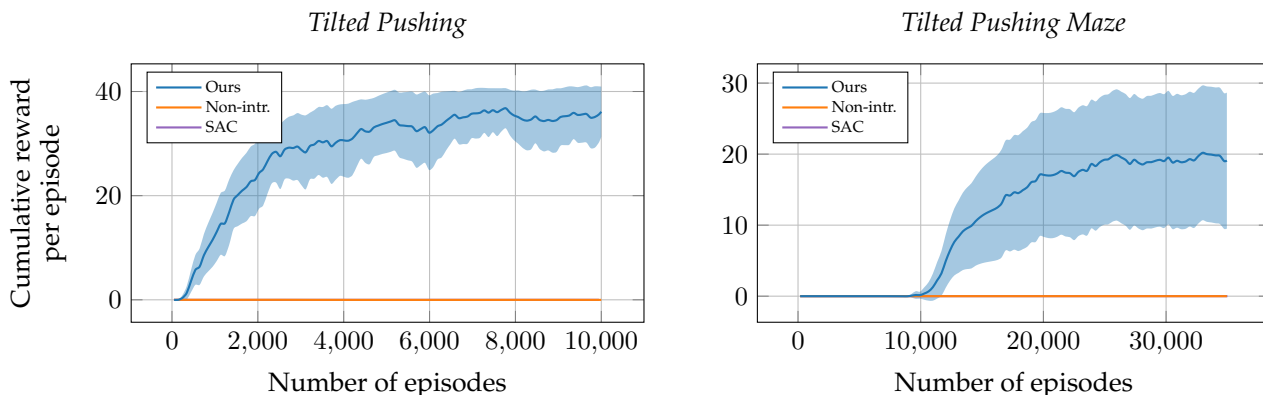 Tilted Pushing
Cumulative reward
per episode
40
20
0
Ours
Non-intr.
SAC
0
2,000
4,000
6,000
8,000
10,000
Number of episodes
Tilted Pushing Maze
30
20
10
0
Ours
Non-intr.
SAC
0
10,000
20,000
30,000
Number of episodes